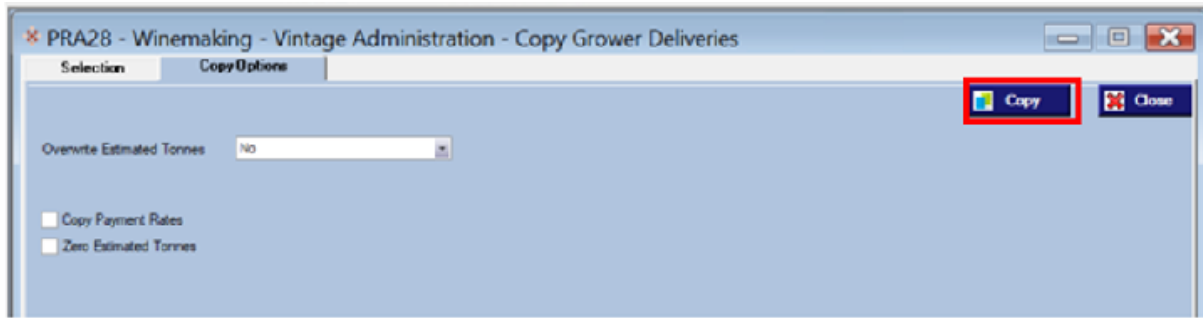 PRA28 - Winemaking - Vintage Administration - Copy Grower Deliveries
Selection Copy Options
Copy Close
Overwrite Estimated Tonnes No
Copy Payment Rates
Zero Estimated Tonnes